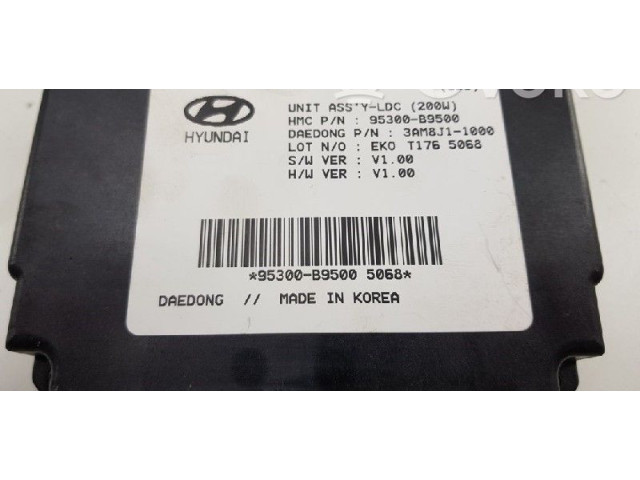 HYUNDAI
UNIT ASS'Y-LDC (200W)
HMC P/N : 95300-B9500
DAEDONG P/N : 3AM8J1-1000
LOT N/O : EKO T176 5068
S/W VER : V1.00
H/W VER : V1.00
*95300-B9500 5068*
DAEDONG // MADE IN KOREA